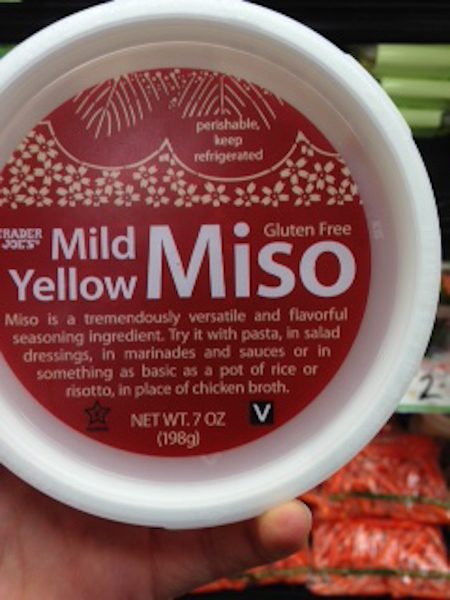 perishable,
keep
refrigerated
TRADER
JOE'S
Mild
Yellow
Miso
Gluten Free
Miso is a tremendously versatile and flavorful
seasoning ingredient. Try it with pasta, in salad
dressings, in marinades and sauces or in
something as basic as a pot of rice or
risotto, in place of chicken broth.
NET WT. 7 OZ
(198g)
V
2